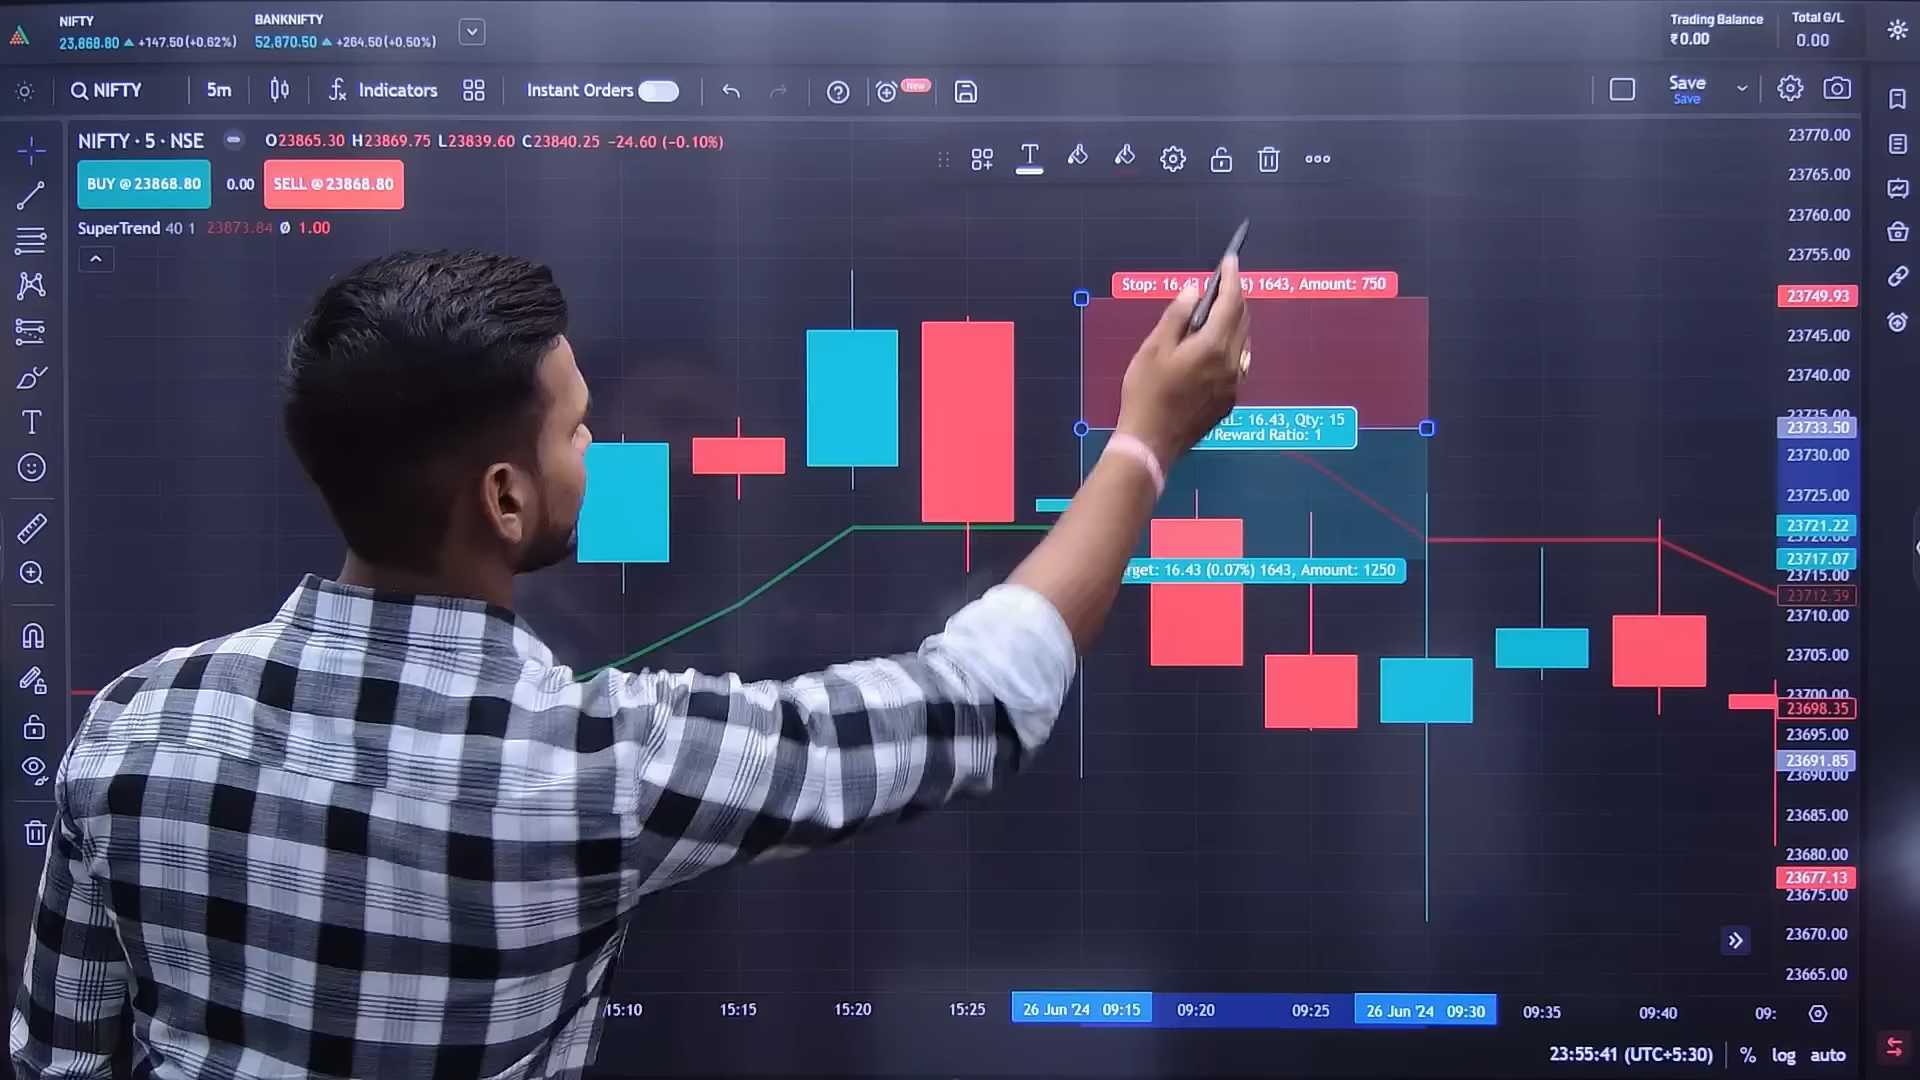 NIFTY
23,868.80 +147.50(+0.62%)
BANKNIFTY
52,870.50 +264.50(+0.50%)
Trading Balance
₹0.00
Total G/L
0.00
NIFTY
5m
Indicators
Instant Orders
New
Save
Save
NIFTY · 5 · NSE
O23865.30 H23869.75 L23839.60 C23840.25 −24.60 (−0.10%)
BUY @ 23868.80
0.00
SELL @ 23868.80
SuperTrend 40 1 23873.84 Ø 1.00
Stop: 16.43 1643, Amount: 750
16.43, Qty: 15
/Reward Ratio: 1
16.43 (0.07%) 1643, Amount: 1250
23770.00
23765.00
23760.00
23755.00
23749.93
23745.00
23740.00
23735.00
23733.50
23730.00
23725.00
23721.22
23720.00
23717.07
23715.00
23712.59
23710.00
23705.00
23700.00
23698.35
23695.00
23691.85
23690.00
23685.00
23680.00
23677.13
23675.00
23670.00
23665.00
15:10
15:15
15:20
15:25
26 Jun '24 09:15
09:20
09:25
26 Jun '24 09:30
09:35
09:40
09:
23:55:41 (UTC+5:30)
%
log
auto